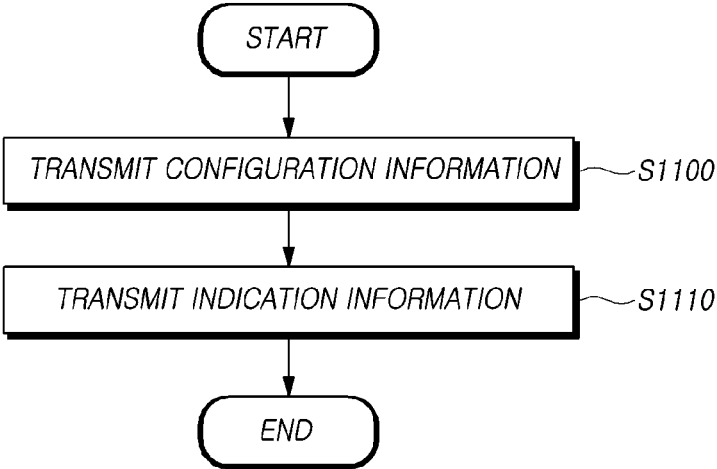 START
TRANSMIT CONFIGURATION INFORMATION
S1100
TRANSMIT INDICATION INFORMATION
S1110
END